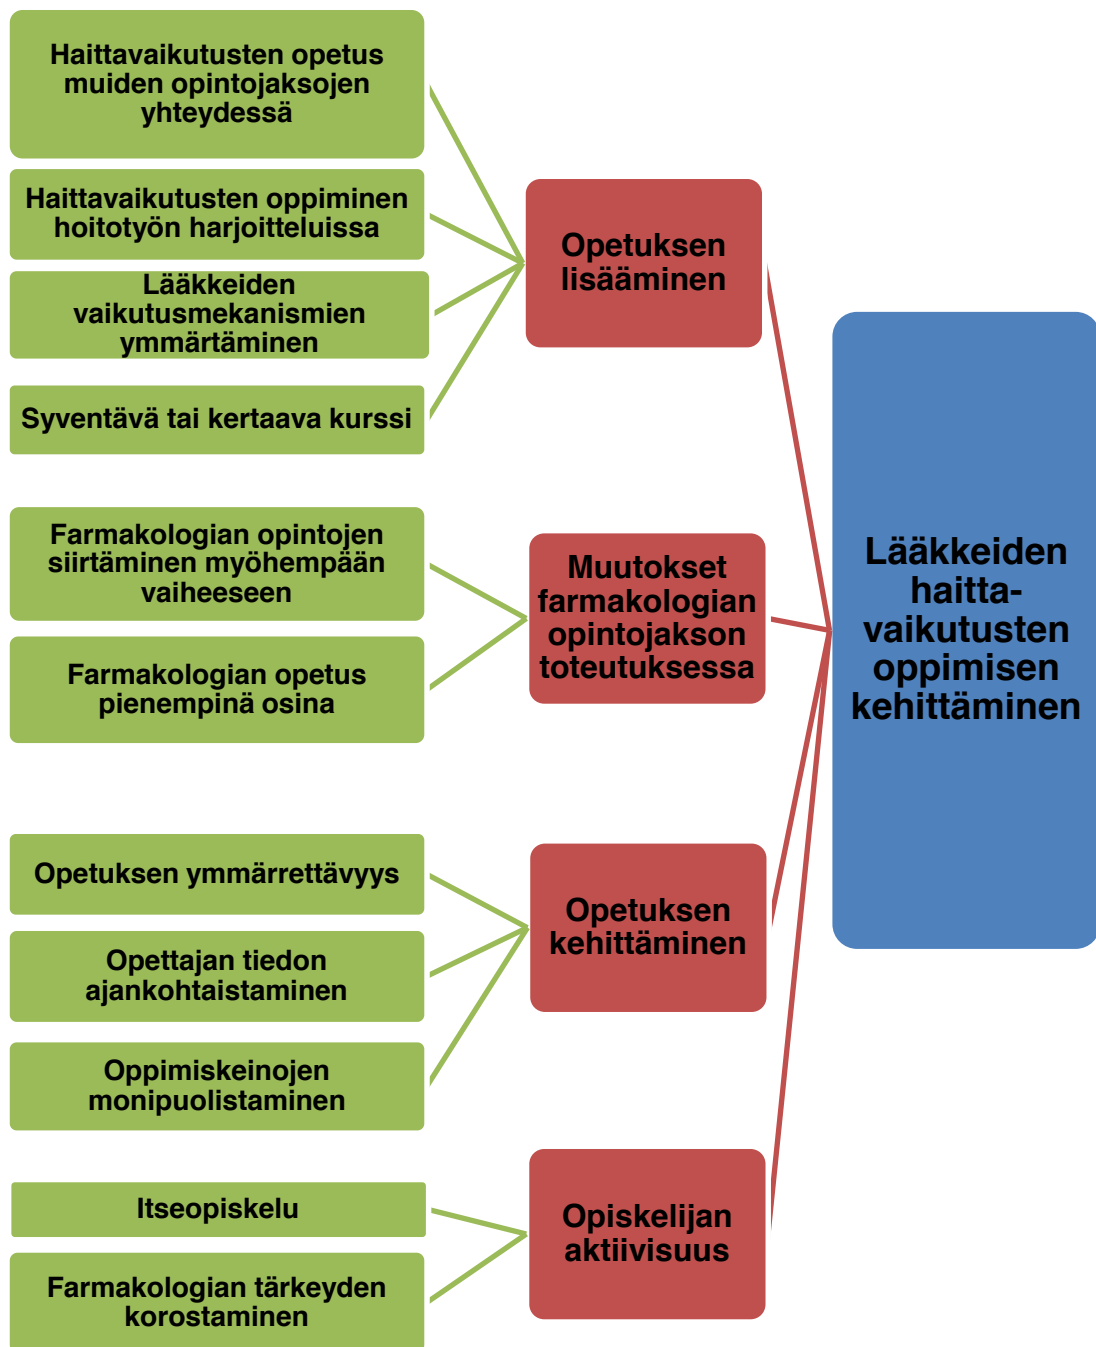 Haittavaikutusten opetus
muiden opintojaksojen
yhteydessä
Haittavaikutusten oppiminen
hoitotyön harjoitteluissa
Lääkkeiden
vaikutusmekanismien
ymmärtäminen
Syventävä tai kertaava kurssi
Opetuksen
lisääminen
Farmakologian opintojen
siirtäminen myöhempään
vaiheeseen
Farmakologian opetus
pienempinä osina
Muutokset
farmakologian
opintojakson
toteutuksessa
Opetuksen ymmärrettävyys
Opettajan tiedon
ajankohtaistaminen
Oppimiskeinojen
monipuolistaminen
Opetuksen
kehittäminen
Itseopiskelu
Farmakologian tärkeyden
korostaminen
Opiskelijan
aktiivisuus
Lääkkeiden
haitta-
vaikutusten
oppimisen
kehittäminen